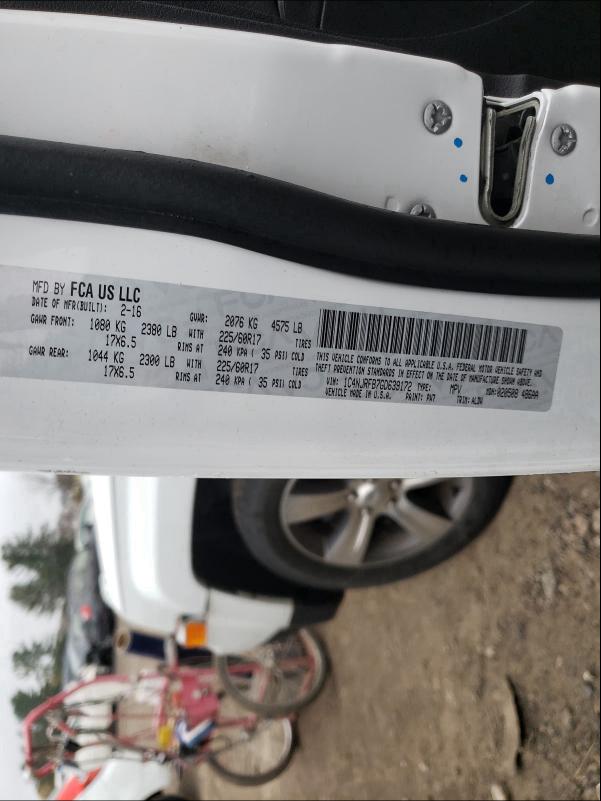 MFD BY FCA US LLC
DATE OF MFR(BUILT): 2-16 GVWR: 2076 KG 4575 LB
GAWR FRONT: 1080 KG 2380 LB WITH 225/60R17 TIRES
17X6.5 RIMS AT 240 KPA ( 35 PSI) COLD
GAWR REAR: 1044 KG 2300 LB WITH 225/60R17 TIRES
17X6.5 RIMS AT 240 KPA ( 35 PSI) COLD
THIS VEHICLE CONFORMS TO ALL APPLICABLE U.S.A. FEDERAL MOTOR VEHICLE SAFETY AND
THEFT PREVENTION STANDARDS IN EFFECT ON THE DATE OF MANUFACTURE SHOWN ABOVE.
VIN: 1C4NJRFB7GD639172 TYPE: MPV MDH: 020508 486AA
VEHICLE MADE IN U.S.A. PAINT: PW7 TRIM: ALDV